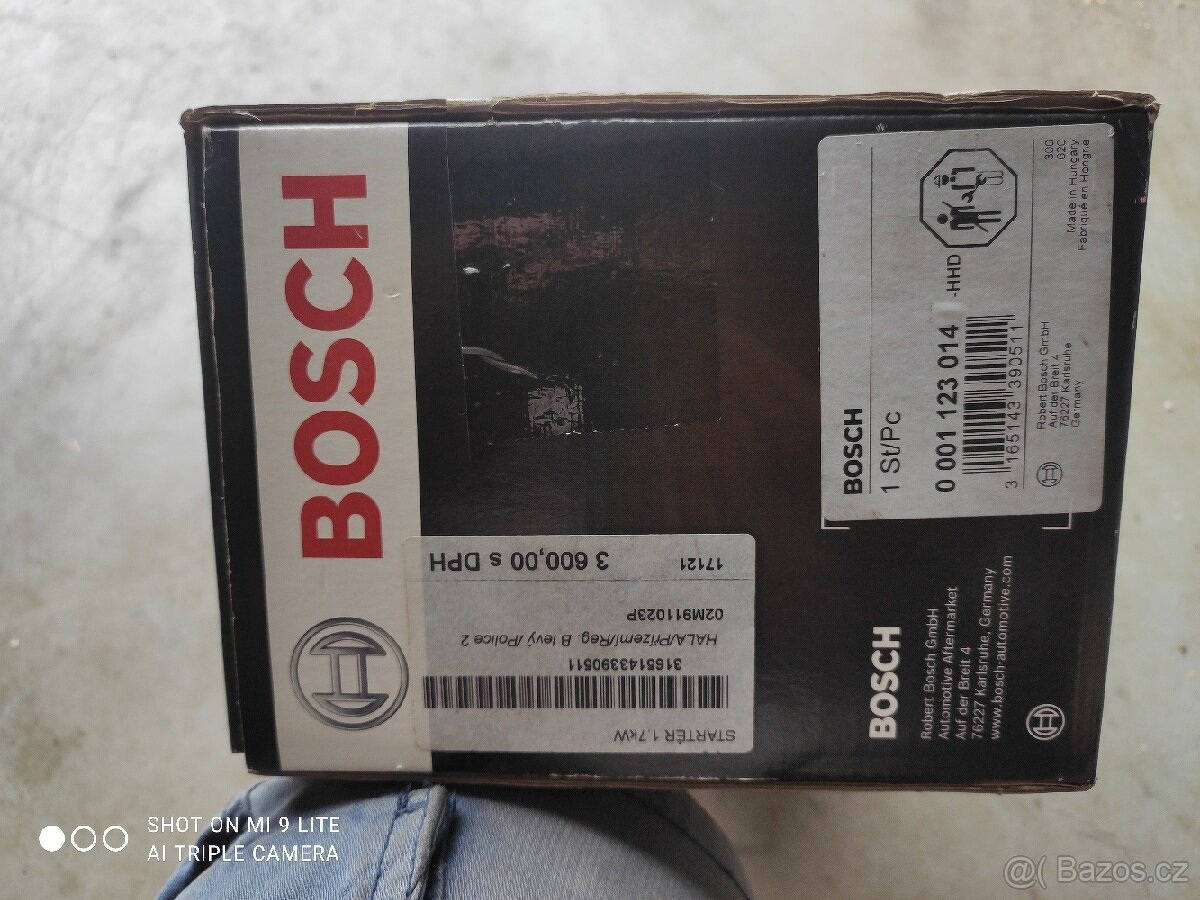 BOSCH
BOSCH
1 St/Pc
0 001 123 014
-HHD
3 165143 390511
Robert Bosch GmbH
Auf der Breit 4
76227 Karlsruhe
Germany
300
62C
Made in Hungary
Fabriqué en Hongrie
STARTÉR 1,7kW
3165143390511
HALA/Přízemí/Reg. B levý /Police 2
02M911023P
17121
3 600,00 s DPH
BOSCH
Robert Bosch GmbH
Automotive Aftermarket
Auf der Breit 4
76227 Karlsruhe, Germany
www.bosch-automotive.com
SHOT ON MI 9 LITE
AI TRIPLE CAMERA
@( Bazos.cz